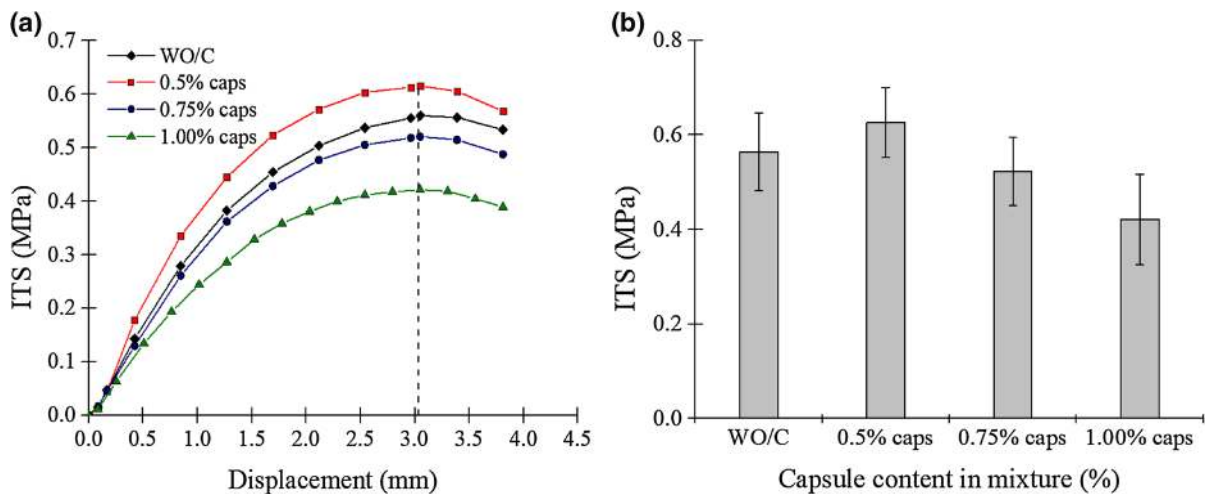 (a)
0.7
0.6
0.5
0.4
0.3
0.2
0.1
0.0
ITS (MPa)
WO/C
0.5% caps
0.75% caps
1.00% caps
0.0 0.5 1.0 1.5 2.0 2.5 3.0 3.5 4.0 4.5
Displacement (mm)
(b)
0.8
0.6
0.4
0.2
0.0
ITS (MPa)
WO/C 0.5% caps 0.75% caps 1.00% caps
Capsule content in mixture (%)